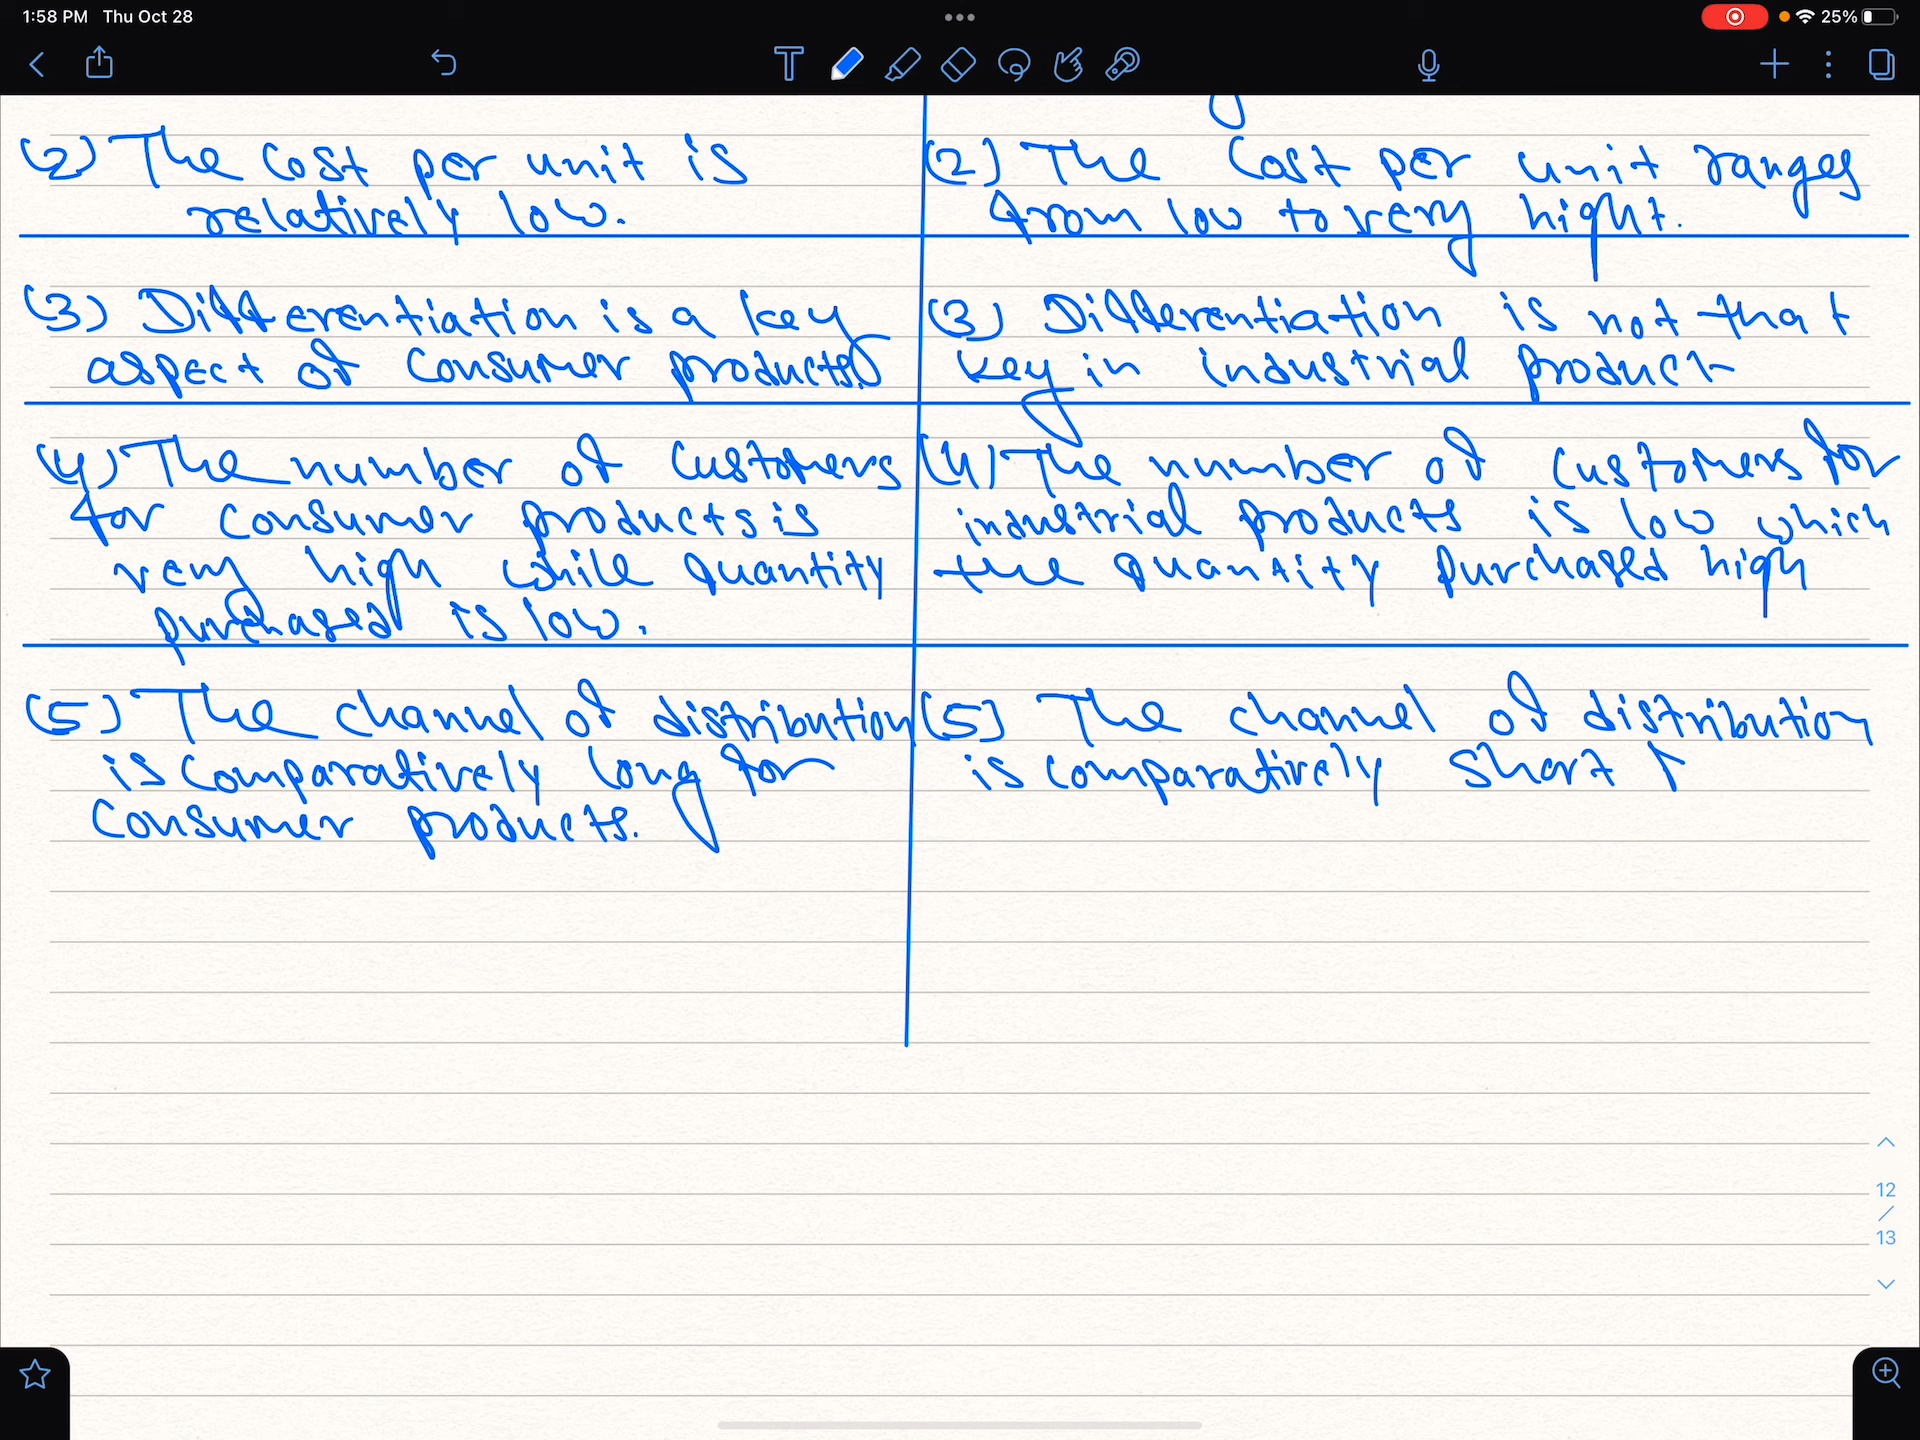 1:58 PM Thu Oct 28
25%
(2) The cost per unit is
relatively low.
(2) The cost per unit ranges
from low to very hight.
(3) Differentiation is a key
aspect of consumer products.
(3) Differentiation is not that
key in industrial product
(4) The number of customers
for consumer products is
very high while quantity
purchased is low.
(4) The number of customers for
industrial products is low which
the quantity purchased high
(5) The channel of distribution
is comparatively long for
consumer products.
(5) The channel of distribution
is comparatively short
12
/
13